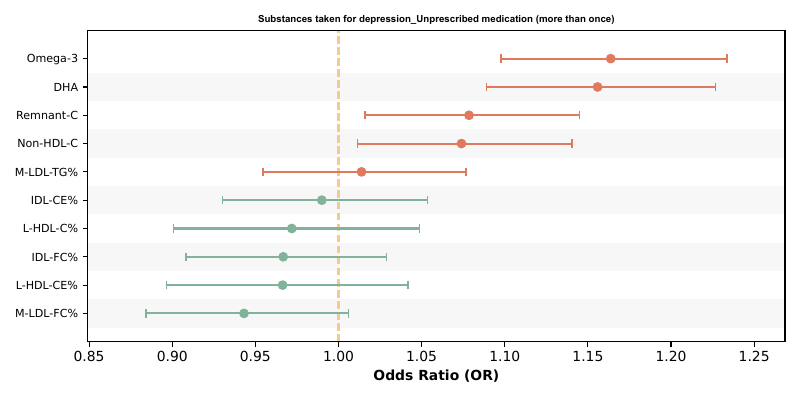 Substances taken for depression_Unprescribed medication (more than once)
Omega-3
DHA
Remnant-C
Non-HDL-C
M-LDL-TG%
IDL-CE%
L-HDL-C%
IDL-FC%
L-HDL-CE%
M-LDL-FC%
0.85 0.90 0.95 1.00 1.05 1.10 1.15 1.20 1.25
Odds Ratio (OR)